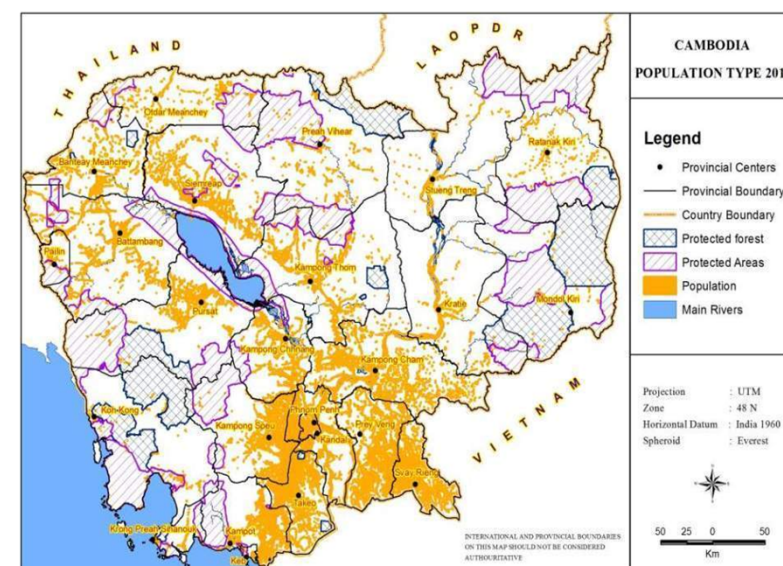 THAILAND
LAOPDR
VIETNAM
Otdar Meanchey
Preah Vihear
Ratanak Kiri
Banteay Meanchey
Siemreap
Stueng Treng
Battambang
Pailin
Kampong Thom
Pursat
Kratie
Mondol Kiri
Kampong Chhnang
Kampong Cham
Koh Kong
Kampong Speu
Phnom Penh
Kandal
Prey Veng
Svay Rieng
Takeo
Krong Preah Sihanouk
Kampot
Kep
INTERNATIONAL AND PROVINCIAL BOUNDARIES
ON THIS MAP SHOULD NOT BE CONSIDERED
AUTHOURITATIVE
CAMBODIA
POPULATION TYPE 201
Legend
Provincial Centers
Provincial Boundary
Country Boundary
Protected forest
Protected Areas
Population
Main Rivers
Projection : UTM
Zone : 48 N
Horizontal Datum : India 1960
Spheroid : Everest
50 25 0 50
Km